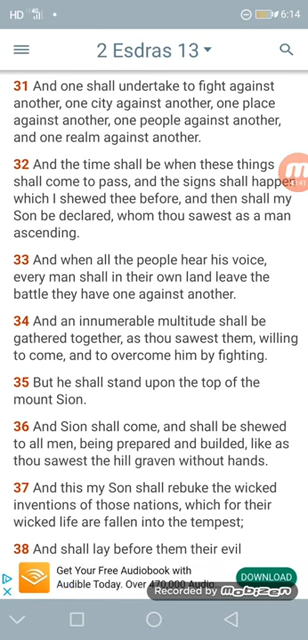 HD 4G 6:14
2 Esdras 13
31 And one shall undertake to fight against
another, one city against another, one place
against another, one people against another,
and one realm against another.
32 And the time shall be when these things
shall come to pass, and the signs shall happen
which I shewed thee before, and then shall my
Son be declared, whom thou sawest as a man
ascending.
33 And when all the people hear his voice,
every man shall in their own land leave the
battle they have one against another.
34 And an innumerable multitude shall be
gathered together, as thou sawest them, willing
to come, and to overcome him by fighting.
35 But he shall stand upon the top of the
mount Sion.
36 And Sion shall come, and shall be shewed
to all men, being prepared and builded, like as
thou sawest the hill graven without hands.
37 And this my Son shall rebuke the wicked
inventions of those nations, which for their
wicked life are fallen into the tempest;
38 And shall lay before them their evil
Get Your Free Audiobook with
Audible Today. Over 470,000 Audio
DOWNLOAD
Recorded by mobizen